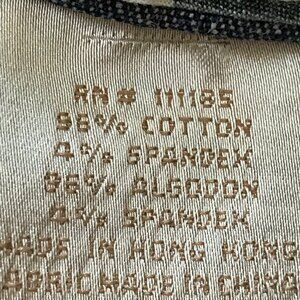 RN # 111185
96% COTTON
4% SPANDEX
96% ALGODON
4% SPANDEX
MADE IN HONG KONG
FABRIC MADE IN CHINA